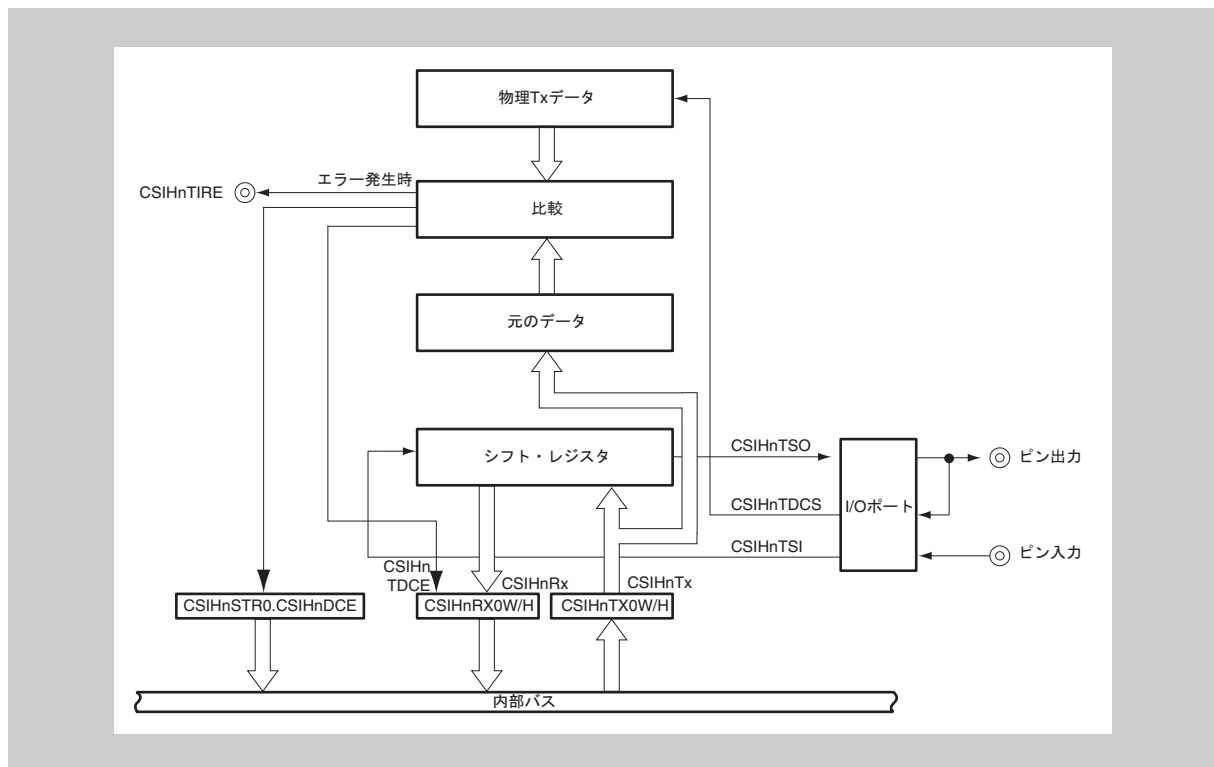 物理Txデータ
エラー発生時
CSIHnTIRE
比較
元のデータ
シフト・レジスタ
CSIHnTSO
ピン出力
CSIHnTDCS
I/Oポート
CSIHnTSI
ピン入力
CSIHn
TDCE
CSIHnRx
CSIHnTx
CSIHnSTR0.CSIHnDCE
CSIHnRX0W/H
CSIHnTX0W/H
内部バス